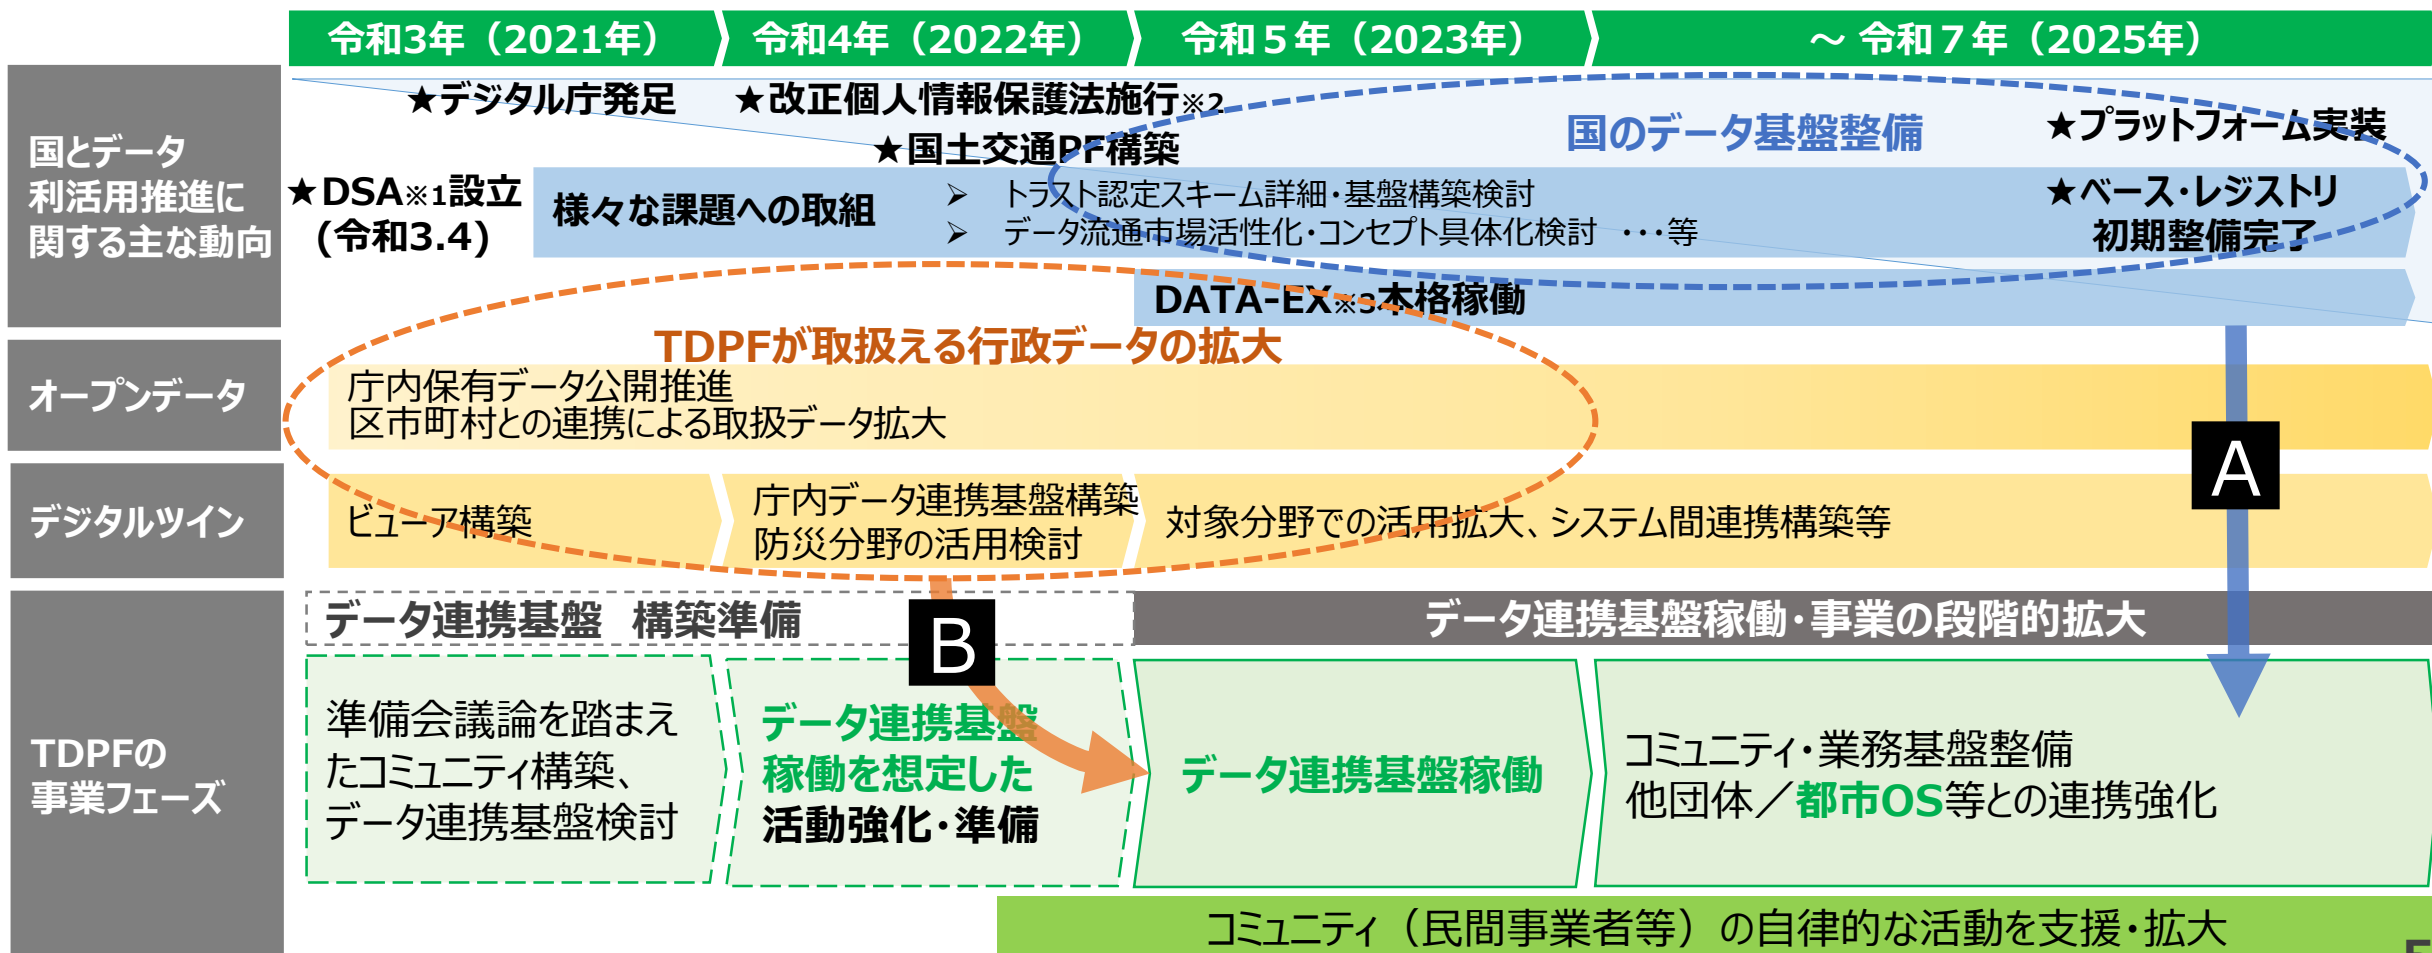 令和3年（2021年）
令和4年（2022年）
令和５年（2023年）
～ 令和７年（2025年）
国とデータ
利活用推進に
関する主な動向
★デジタル庁発足
★改正個人情報保護法施行※2
★国土交通PF構築
国のデータ基盤整備
★プラットフォーム実装
★DSA※1設立
(令和3.4)
様々な課題への取組
➢ トラスト認定スキーム詳細・基盤構築検討
➢ データ流通市場活性化・コンセプト具体化検討 ・・・等
★ベース・レジストリ
初期整備完了
DATA-EX※3本格稼働
TDPFが取扱える行政データの拡大
オープンデータ
庁内保有データ公開推進
区市町村との連携による取扱データ拡大
A
デジタルツイン
ビューア構築
庁内データ連携基盤構築
防災分野の活用検討
対象分野での活用拡大、システム間連携構築等
TDPFの
事業フェーズ
データ連携基盤 構築準備
B
データ連携基盤稼働・事業の段階的拡大
準備会議論を踏まえ
たコミュニティ構築、
データ連携基盤検討
データ連携基盤
稼働を想定した
活動強化・準備
データ連携基盤稼働
コミュニティ・業務基盤整備
他団体／都市OS等との連携強化
コミュニティ（民間事業者等）の自律的な活動を支援・拡大